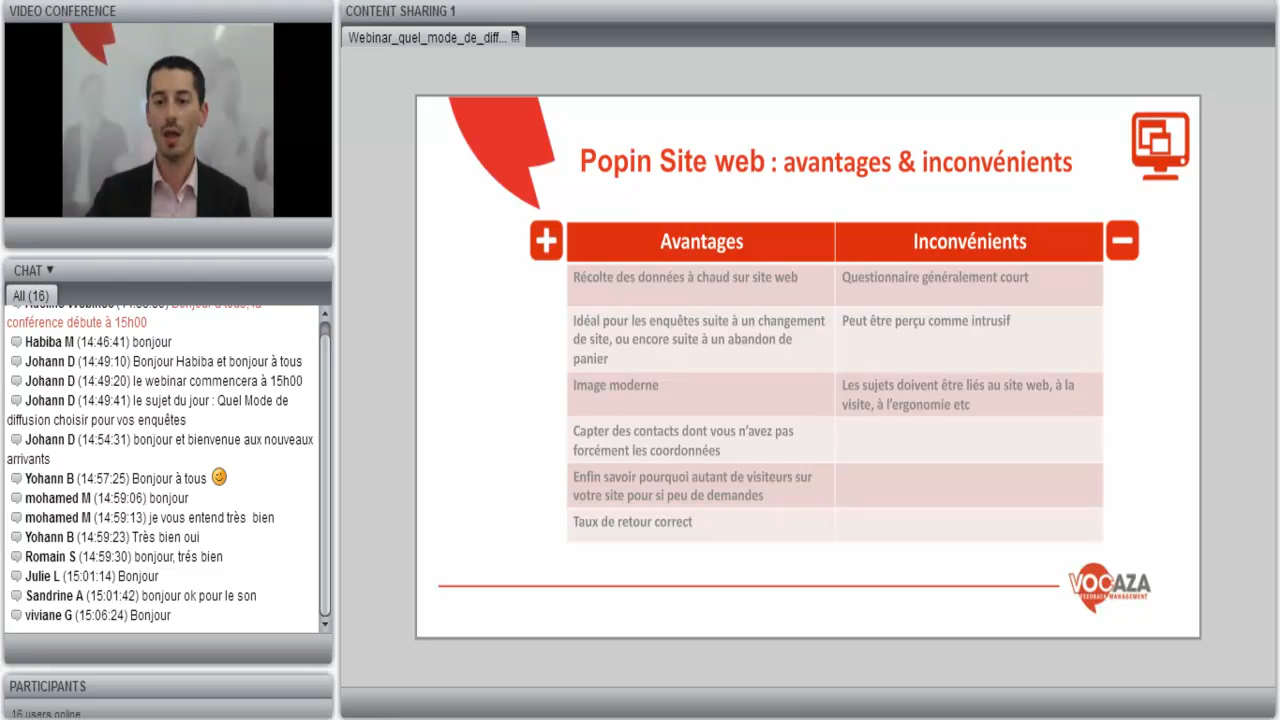 VIDEO CONFERENCE
CHAT
All (16)
conférence débute à 15h00
Habiba M (14:46:41) bonjour
Johann D (14:49:10) Bonjour Habiba et bonjour à tous
Johann D (14:49:20) le webinar commencera à 15h00
Johann D (14:49:41) le sujet du jour : Quel Mode de
diffusion choisir pour vos enquêtes
Johann D (14:54:31) bonjour et bienvenue aux nouveaux
arrivants
Yohann B (14:57:25) Bonjour à tous
mohamed M (14:59:06) bonjour
mohamed M (14:59:13) je vous entend très bien
Yohann B (14:59:23) Très bien oui
Romain S (14:59:30) bonjour, trés bien
Julie L (15:01:14) Bonjour
Sandrine A (15:01:42) bonjour ok pour le son
viviane G (15:06:24) Bonjour
PARTICIPANTS
16 users online
CONTENT SHARING 1
Webinar_quel_mode_de_diff...
Popin Site web : avantages & inconvénients
Avantages
Inconvénients
Récolte des données à chaud sur site web
Questionnaire généralement court
Idéal pour les enquêtes suite à un changement
de site, ou encore suite à un abandon de
panier
Peut être perçu comme intrusif
Image moderne
Les sujets doivent être liés au site web, à la
visite, à l'ergonomie etc
Capter des contacts dont vous n'avez pas
forcément les coordonnées
Enfin savoir pourquoi autant de visiteurs sur
votre site pour si peu de demandes
Taux de retour correct
VOCAZA
FEEDBACK MANAGEMENT